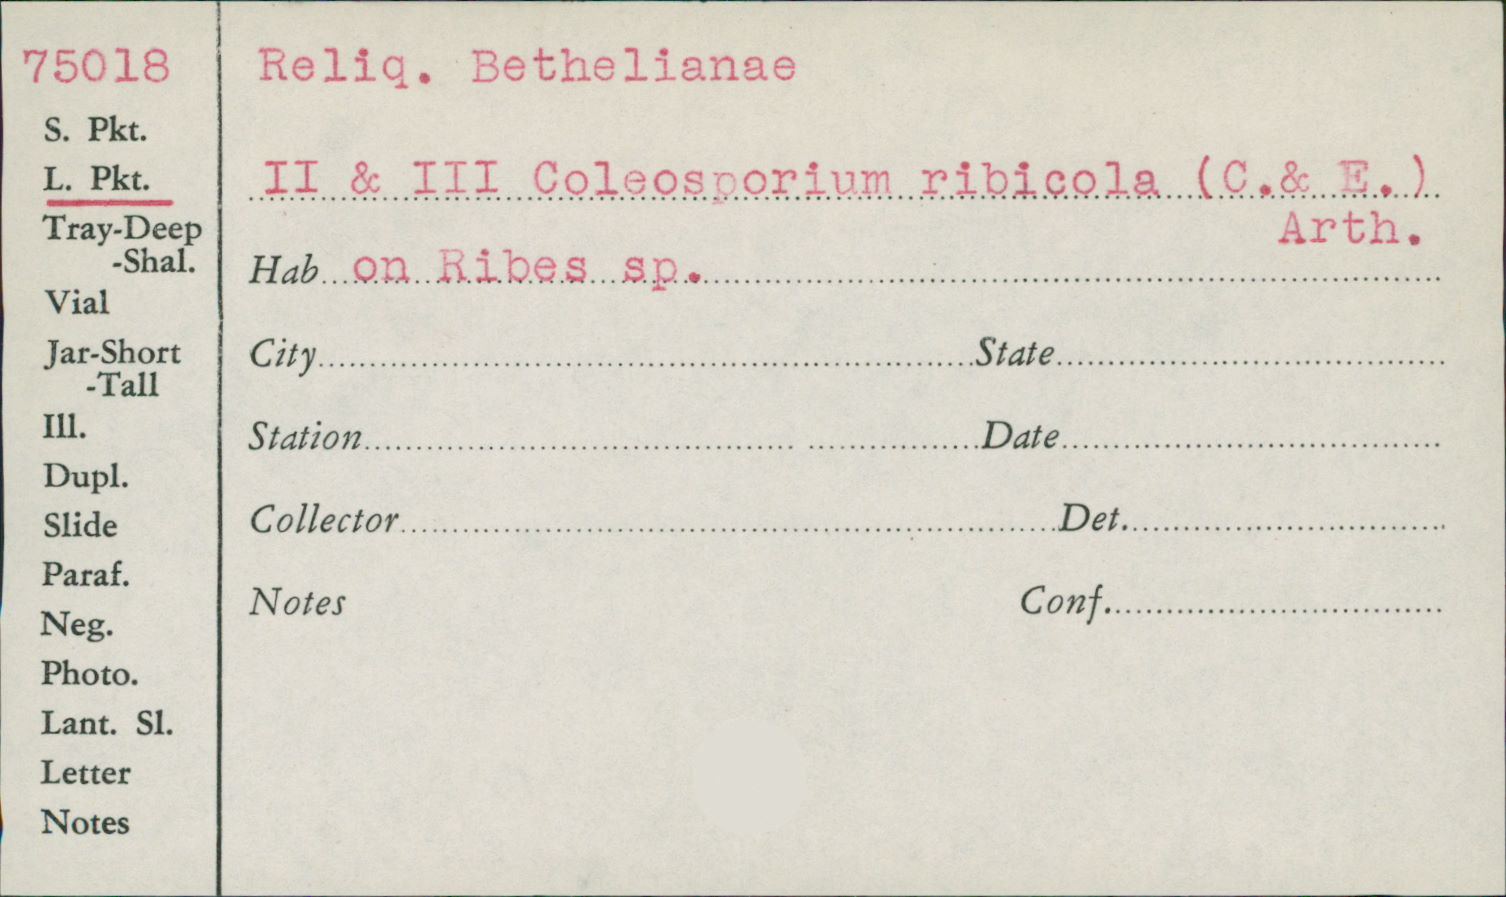 75018
Reliq. Bethelianae
S. Pkt.
L. Pkt.
II & III Coleosporium ribicola (C.& E.)
Arth.
Tray-Deep
-Shal.
Hab on Ribes sp.
Vial
Jar-Short
-Tall
City State
Ill.
Station Date
Dupl.
Slide
Collector Det.
Paraf.
Notes Conf.
Neg.
Photo.
Lant. Sl.
Letter
Notes